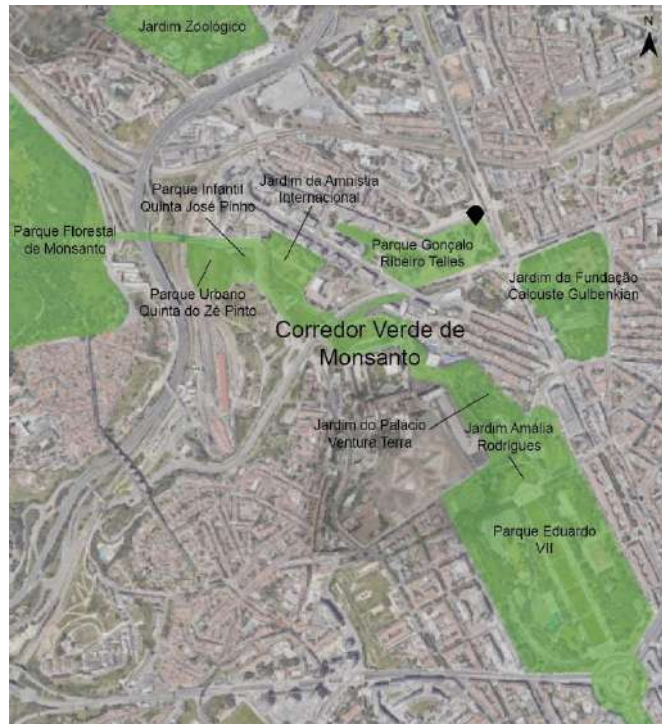 Jardim Zoológico
N
Parque Infantil
Quinta José Pinho
Jardim da Amnistia
Internacional
Parque Florestal
de Monsanto
Parque Gonçalo
Ribeiro Telles
Jardim da Fundação
Calouste Gulbenkian
Parque Urbano
Quinta do Zé Pinto
Corredor Verde de
Monsanto
Jardim do Palácio
Ventura Terra
Jardim Amália
Rodrigues
Parque Eduardo
VII